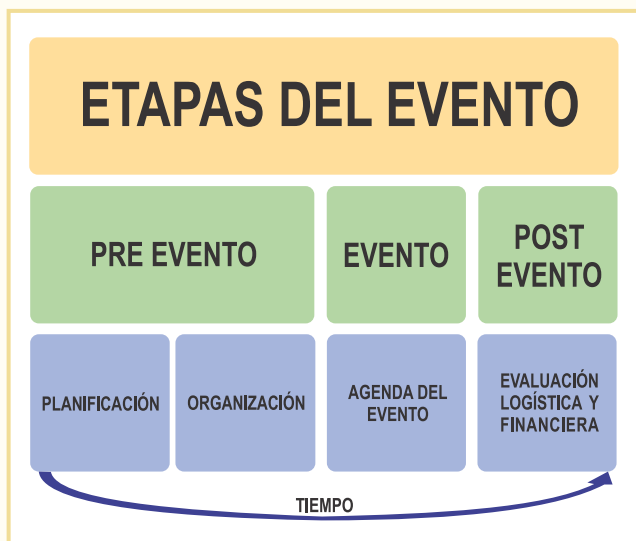 ETAPAS DEL EVENTO
PRE EVENTO
EVENTO
POST
EVENTO
PLANIFICACIÓN
ORGANIZACIÓN
AGENDA DEL
EVENTO
EVALUACIÓN
LOGÍSTICA Y
FINANCIERA
TIEMPO